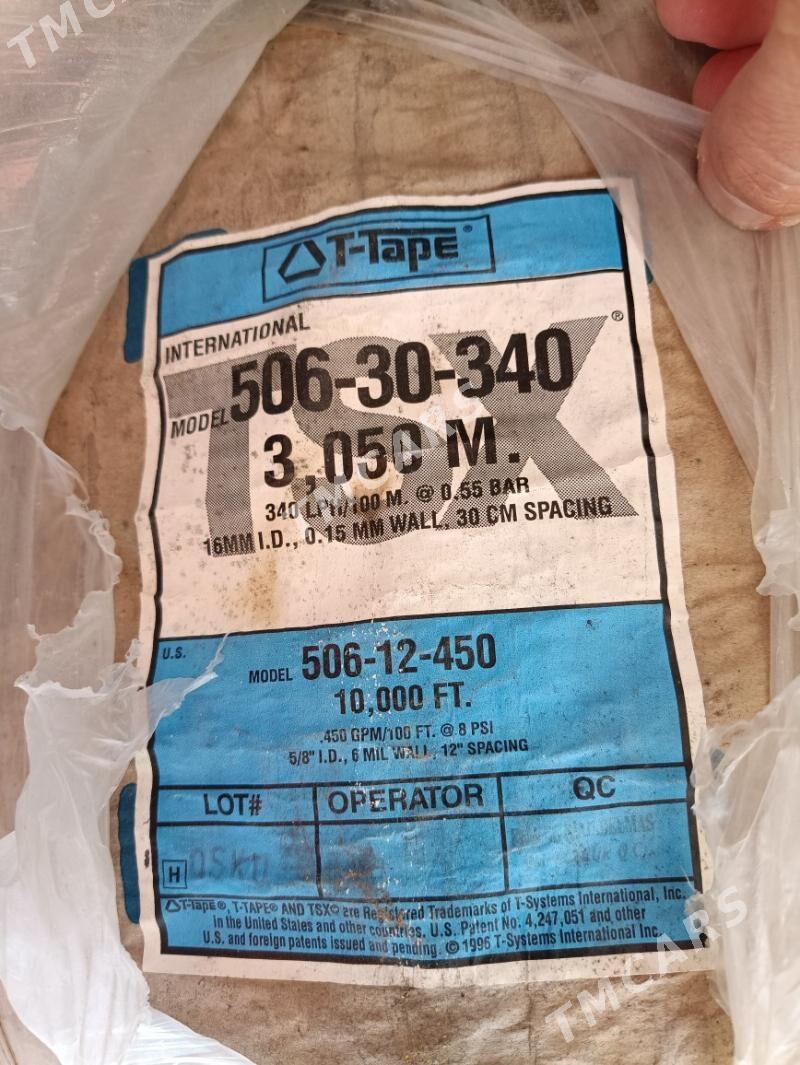 TMCARS
T-Tape®
INTERNATIONAL
TSX®
MODEL 506-30-340
3,050 M.
TMCARS
340 LPH/100 M. @ 0.55 BAR
16MM I.D., 0.15 MM WALL, 30 CM SPACING
U.S.
MODEL 506-12-450
10,000 FT.
.450 GPM/100 FT. @ 8 PSI
5/8" I.D., 6 MIL WALL, 12" SPACING
LOT# OPERATOR QC
H
T-Tape®, T-TAPE® AND TSX® are Registered Trademarks of T-Systems International, Inc.
in the United States and other countries. U.S. Patent No. 4,247,051 and other
U.S. and foreign patents issued and pending. © 1996 T-Systems International Inc.
TMCARS